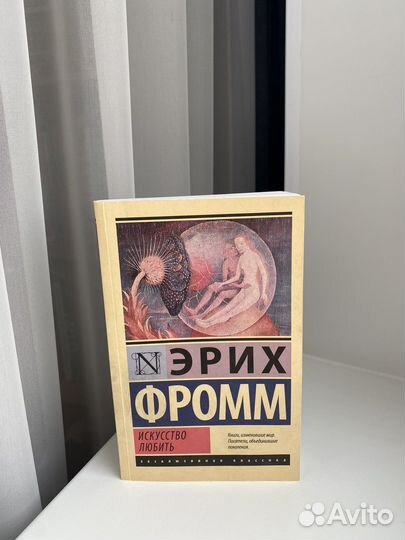 N ЭРИХ
ФРОММ
ИСКУССТВО
ЛЮБИТЬ
Книги, изменившие мир.
Писатели, объединившие
поколения.
ЭКСКЛЮЗИВНАЯ КЛАССИКА
Avito